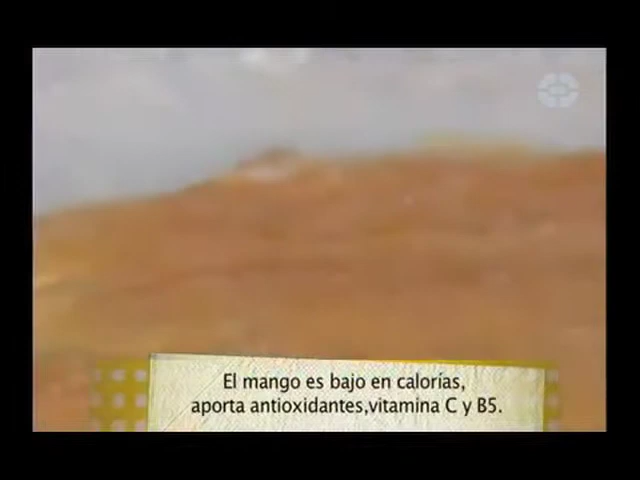 El mango es bajo en calorías,
aporta antioxidantes,vitamina C y B5.